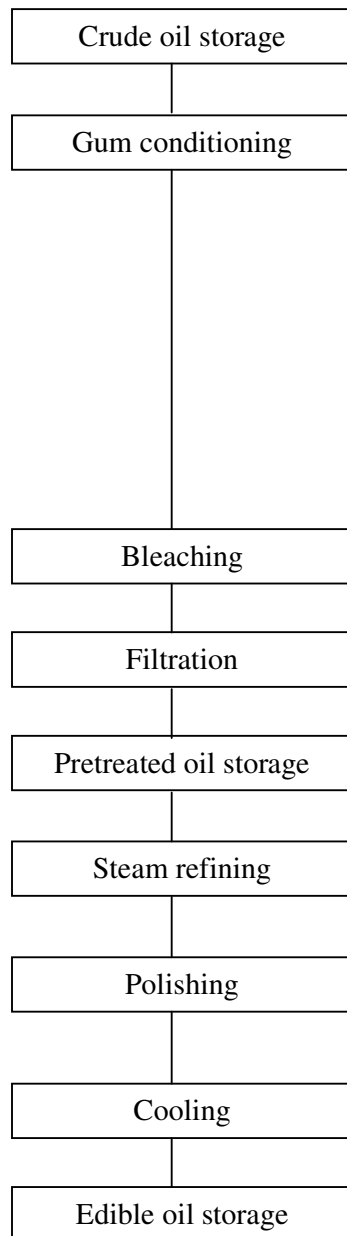 Crude oil storage
Gum conditioning
Bleaching
Filtration
Pretreated oil storage
Steam refining
Polishing
Cooling
Edible oil storage